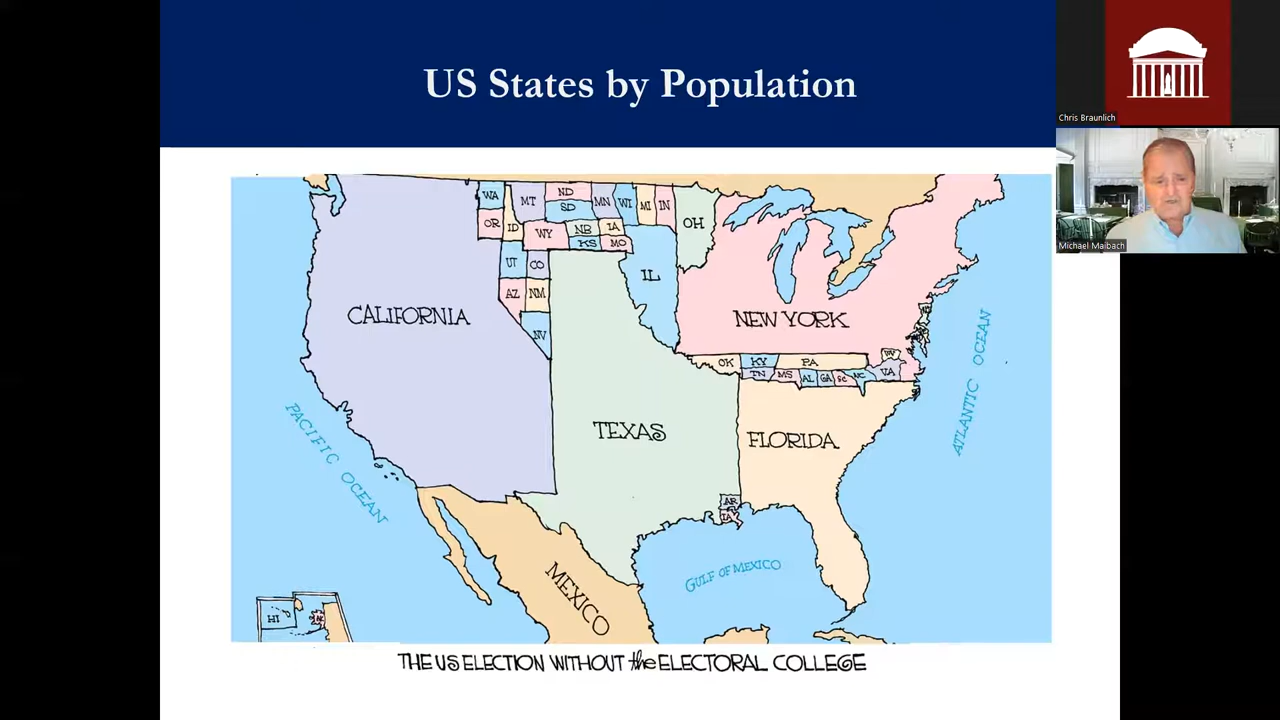 US States by Population
Chris Braunlich
Michael Maibach
WA
MT
ND
SD
MN
WI
MI
IN
OH
OR
ID
WY
NB
IA
KS
MO
UT
CO
IL
AZ
NM
NV
CALIFORNIA
NEW YORK
OK
KY
PA
WV
TN
MS
AL
GA
SC
NC
VA
TEXAS
FLORIDA
AR
LA
PACIFIC OCEAN
ATLANTIC OCEAN
GULF OF MEXICO
MEXICO
HI
AK
THE US ELECTION WITHOUT the ELECTORAL COLLEGE